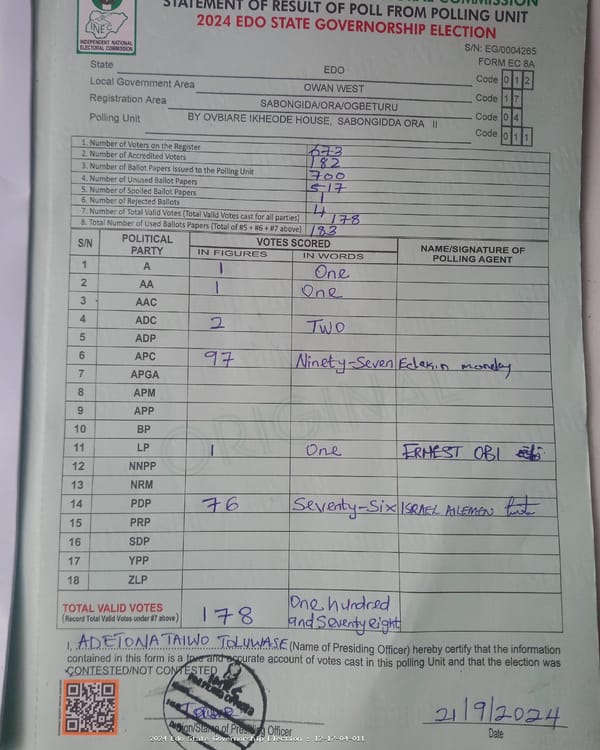 STATEMENT OF RESULT OF POLL FROM POLLING UNIT
2024 EDO STATE GOVERNORSHIP ELECTION
INEC
INDEPENDENT NATIONAL
ELECTORAL COMMISSION
S/N: EG/0004265
FORM EC 8A
State EDO Code 0 1 2
Local Government Area OWAN WEST Code 1 7
Registration Area SABONGIDA/ORA/OGBETURU Code 0 4
Polling Unit BY OVBIARE IKHEODE HOUSE, SABONGIDDA ORA II Code 0 1 1
1. Number of Voters on the Register 673
2. Number of Accredited Voters 182
3. Number of Ballot Papers Issued to the Polling Unit 700
4. Number of Unused Ballot Papers 517
5. Number of Spoiled Ballot Papers 1
6. Number of Rejected Ballots 4
7. Number of Total Valid Votes (Total Valid Votes cast for all parties) 178
8. Total Number of Used Ballots Papers (Total of #5 + #6 + #7 above) 183
S/N POLITICAL PARTY VOTES SCORED NAME/SIGNATURE OF POLLING AGENT
IN FIGURES IN WORDS
1 A 1 One
2 AA 1 One
3 AAC
4 ADC 2 TWO
5 ADP
6 APC 97 Ninety-Seven monday
7 APGA
8 APM
9 APP
10 BP
11 LP 1 One ERNEST OBI
12 NNPP
13 NRM
14 PDP 76 Seventy-Six ISRAEL AILEMEN
15 PRP
16 SDP
17 YPP
18 ZLP
ORIGINAL
TOTAL VALID VOTES 178 One hundred and Seventy eight
(Record Total Valid Votes under #7 above)
I, ADETONA TAIWO TOLUWASE (Name of Presiding Officer) hereby certify that the information
contained in this form is a true and accurate account of votes cast in this polling Unit and that the election was
CONTESTED/NOT CONTESTED
Sign/Stamp of Presiding Officer
21/9/2024
Date
2024 Edo State Governorship Election : 12-17-04-011